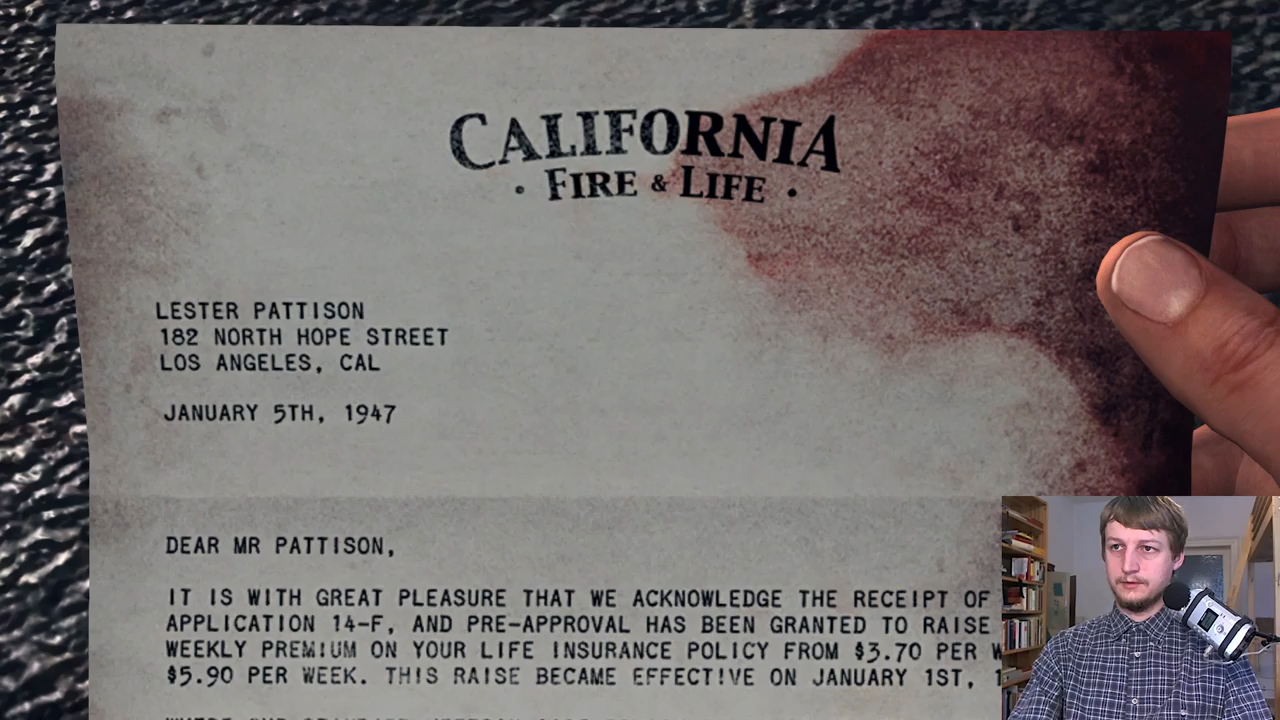 CALIFORNIA
• FIRE & LIFE •
LESTER PATTISON
182 NORTH HOPE STREET
LOS ANGELES, CAL
JANUARY 5TH, 1947
DEAR MR PATTISON,
IT IS WITH GREAT PLEASURE THAT WE ACKNOWLEDGE THE RECEIPT OF
APPLICATION 14-F, AND PRE-APPROVAL HAS BEEN GRANTED TO RAISE
WEEKLY PREMIUM ON YOUR LIFE INSURANCE POLICY FROM $3.70 PER
$5.90 PER WEEK. THIS RAISE BECAME EFFECTIVE ON JANUARY 1ST,